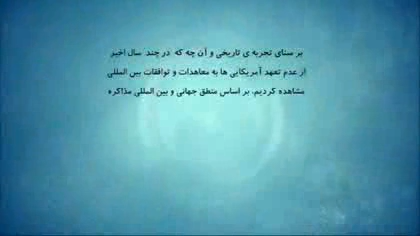 بر مبنای تجربه ی تاریخی و آن چه که در چند سال اخیر
از عدم تعهد آمریکایی ها به معاهدات و توافقات بین المللی
مشاهده کردیم. بر اساس منطق جهانی و بین المللی مذاکره